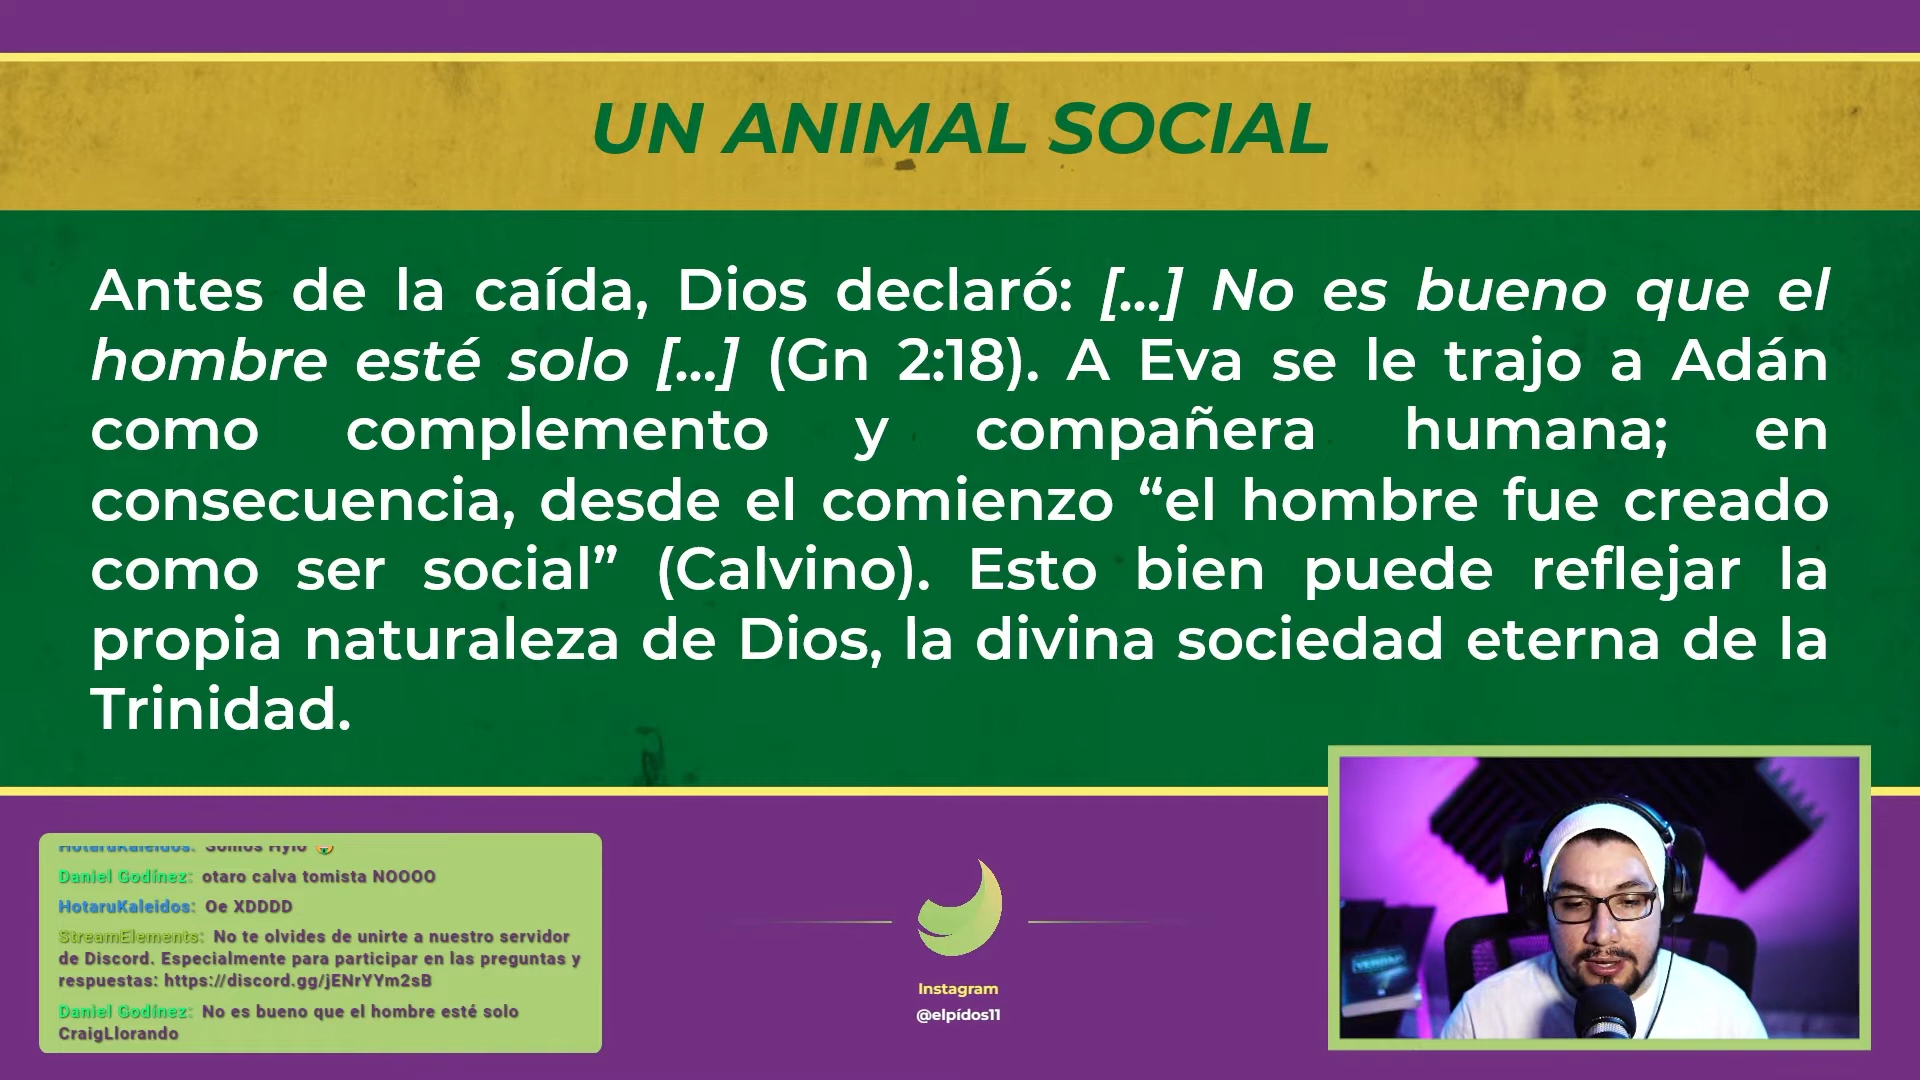 UN ANIMAL SOCIAL
Antes de la caída, Dios declaró: [...] No es bueno que el
hombre esté solo [...] (Gn 2:18). A Eva se le trajo a Adán
como complemento y compañera humana; en
consecuencia, desde el comienzo “el hombre fue creado
como ser social” (Calvino). Esto bien puede reflejar la
propia naturaleza de Dios, la divina sociedad eterna de la
Trinidad.
HotaruKaleidos: Somos Hylo
Daniel Godínez: otaro calva tomista NOOOO
HotaruKaleidos: Oe XDDDD
StreamElements: No te olvides de unirte a nuestro servidor
de Discord. Especialmente para participar en las preguntas y
respuestas: https://discord.gg/jENrYYm2sB
Daniel Godínez: No es bueno que el hombre esté solo
CraigLlorando
Instagram
@elpídos11